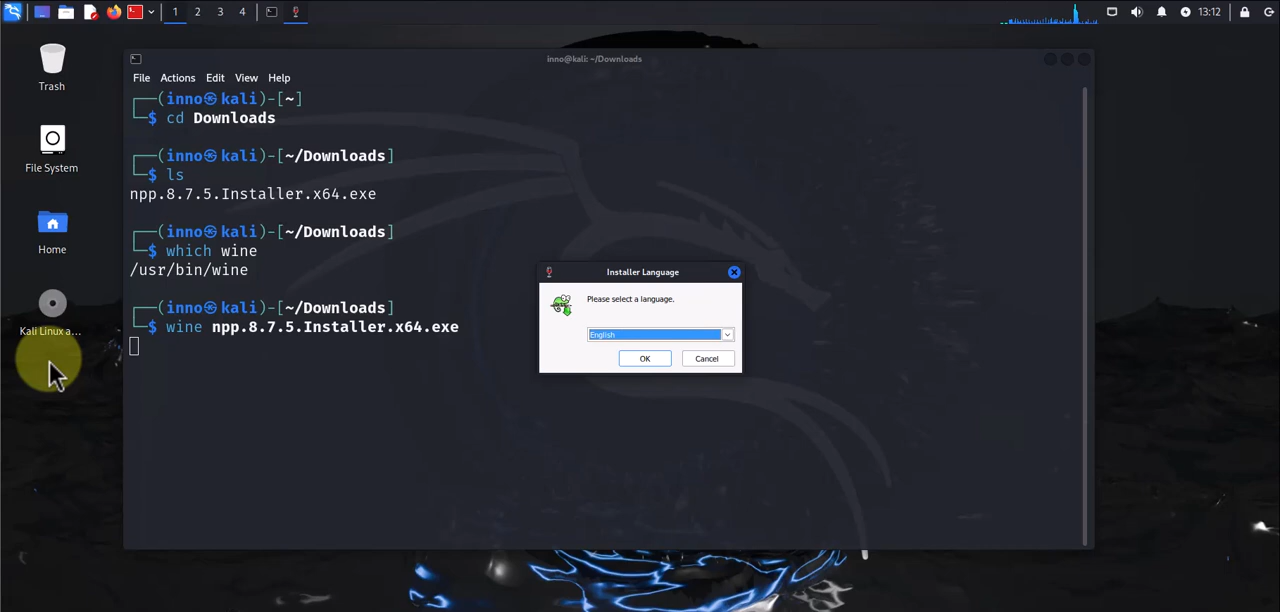 1 2 3 4
13:12
inno@kali: ~/Downloads
File Actions Edit View Help
┌──(inno㉿kali)-[~]
└─$ cd Downloads
┌──(inno㉿kali)-[~/Downloads]
└─$ ls
npp.8.7.5.Installer.x64.exe
┌──(inno㉿kali)-[~/Downloads]
└─$ which wine
/usr/bin/wine
┌──(inno㉿kali)-[~/Downloads]
└─$ wine npp.8.7.5.Installer.x64.exe
Trash
File System
Home
Kali Linux a...
Installer Language
Please select a language.
English
OK Cancel